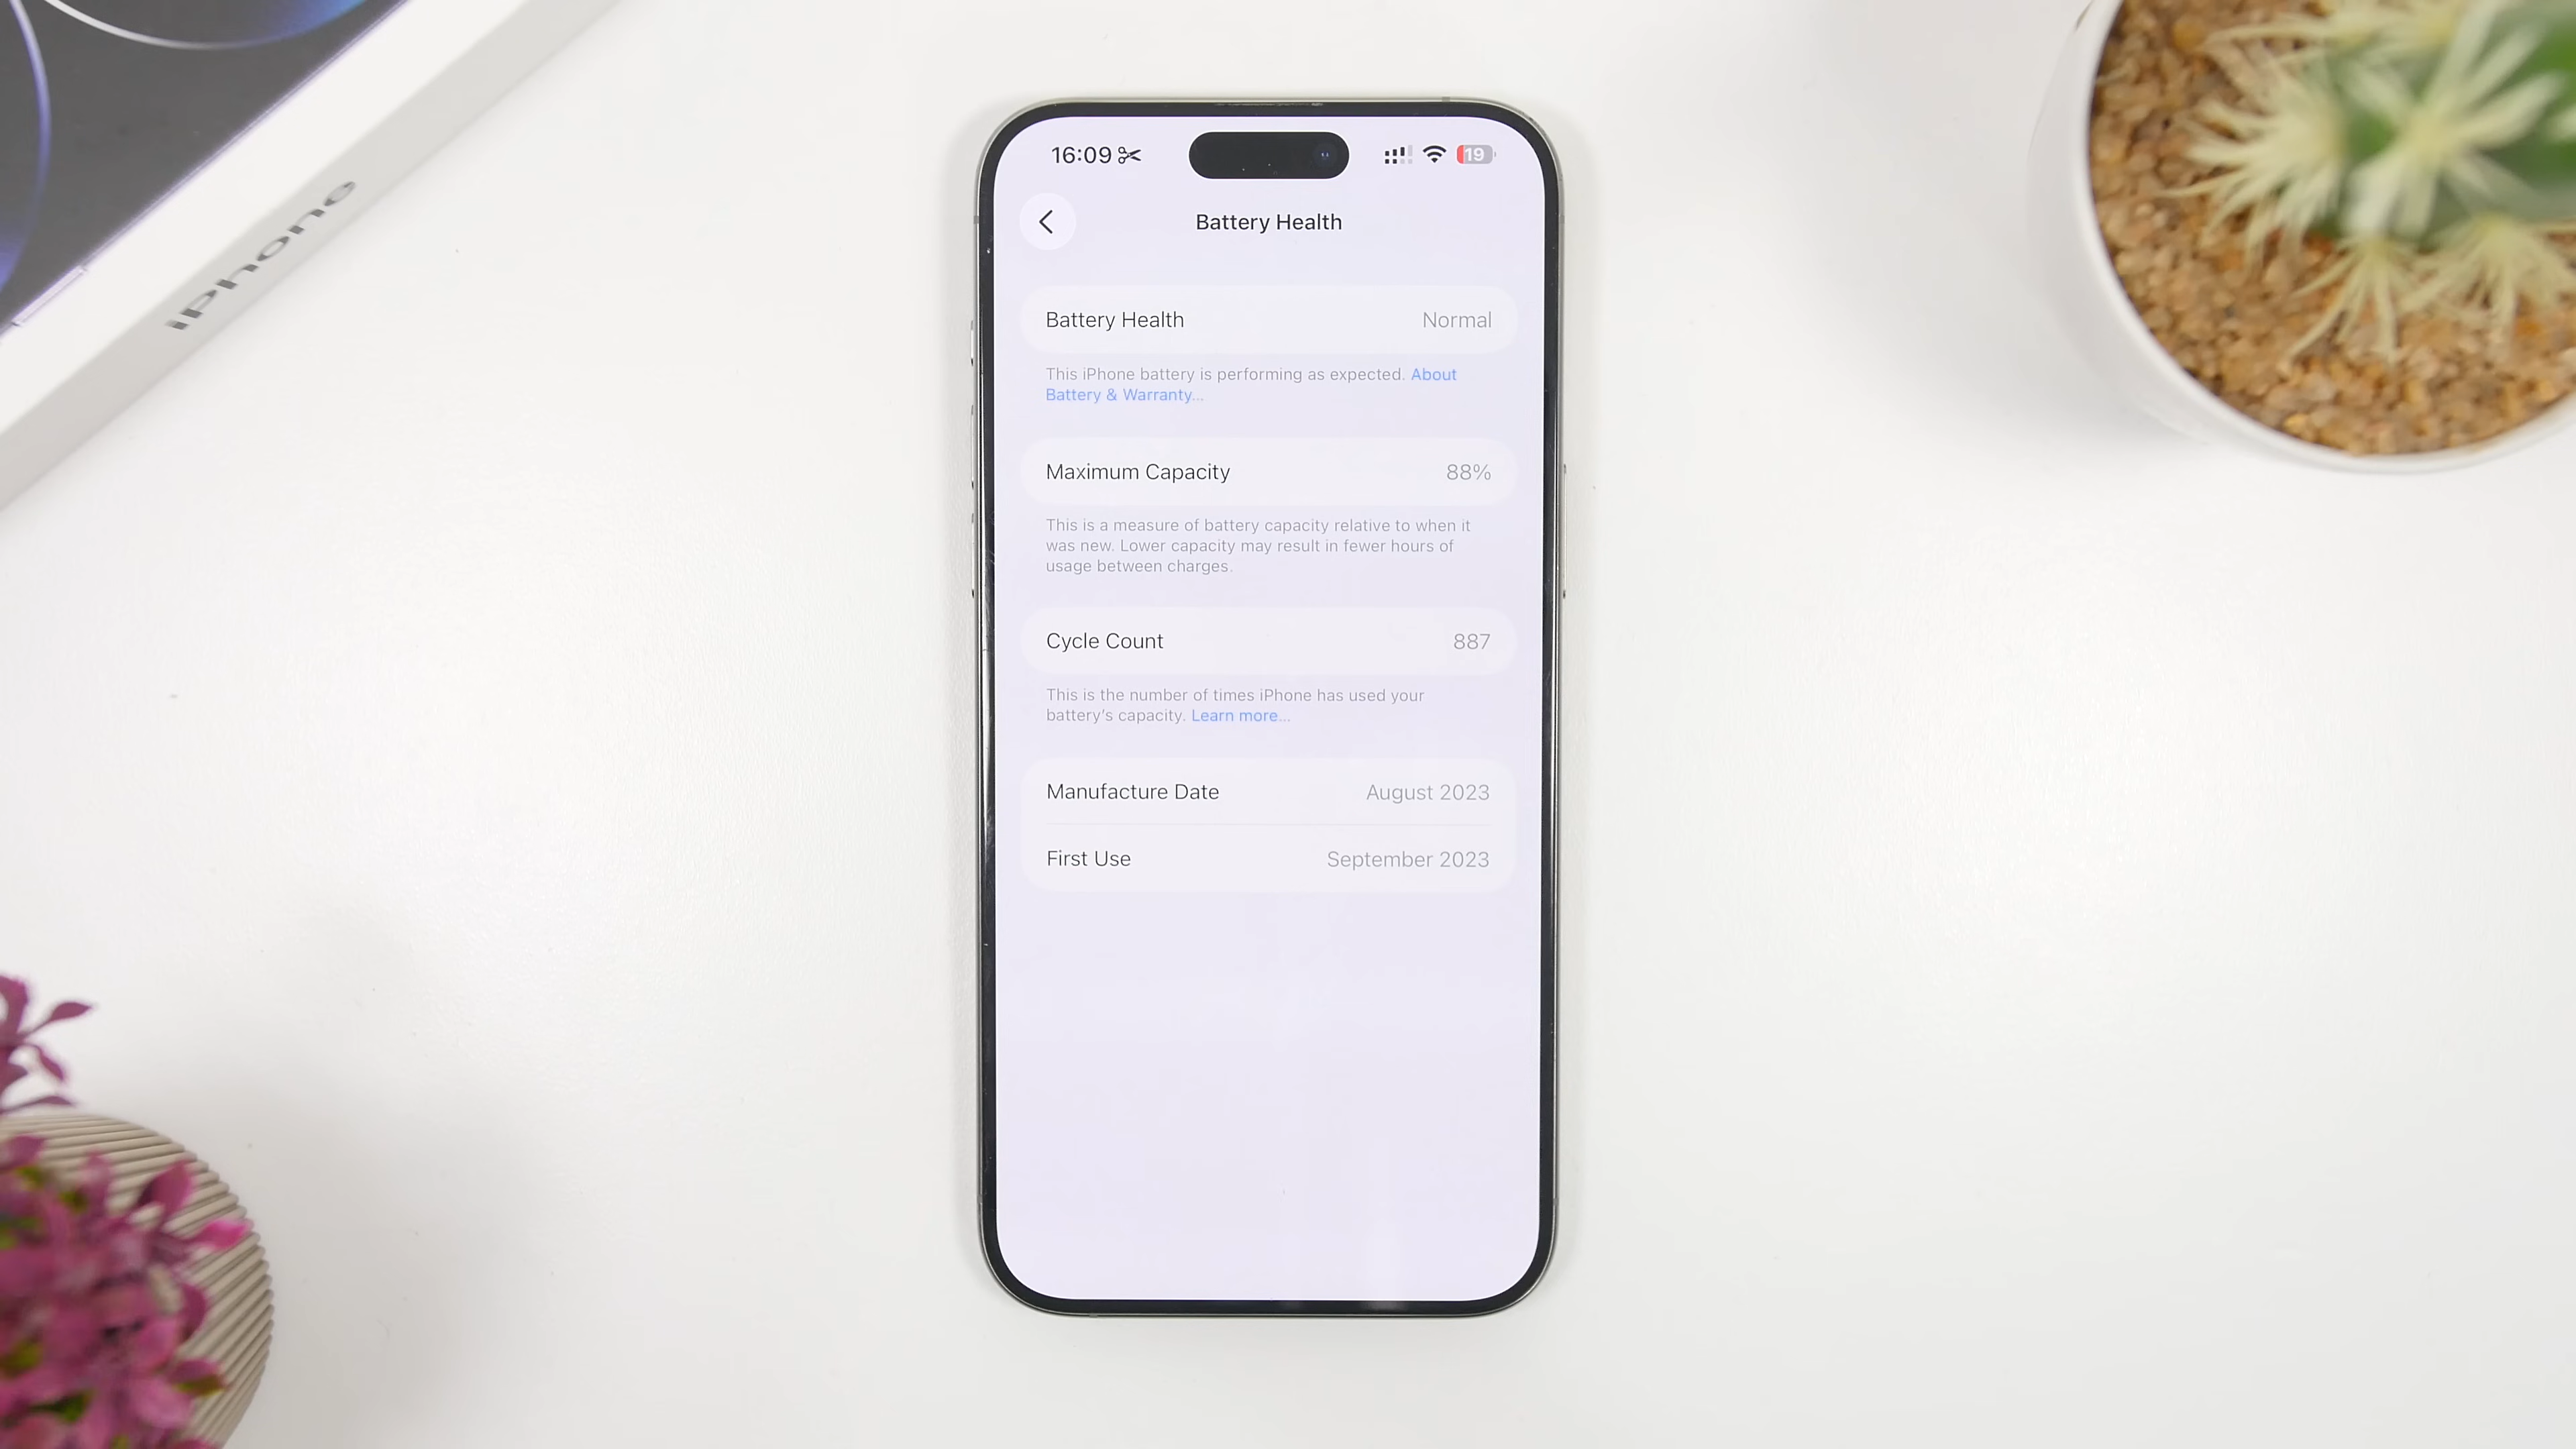 iPhone
16:09
19
Battery Health
Battery Health Normal
This iPhone battery is performing as expected. About
Battery & Warranty...
Maximum Capacity 88%
This is a measure of battery capacity relative to when it
was new. Lower capacity may result in fewer hours of
usage between charges.
Cycle Count 887
This is the number of times iPhone has used your
battery's capacity. Learn more...
Manufacture Date August 2023
First Use September 2023